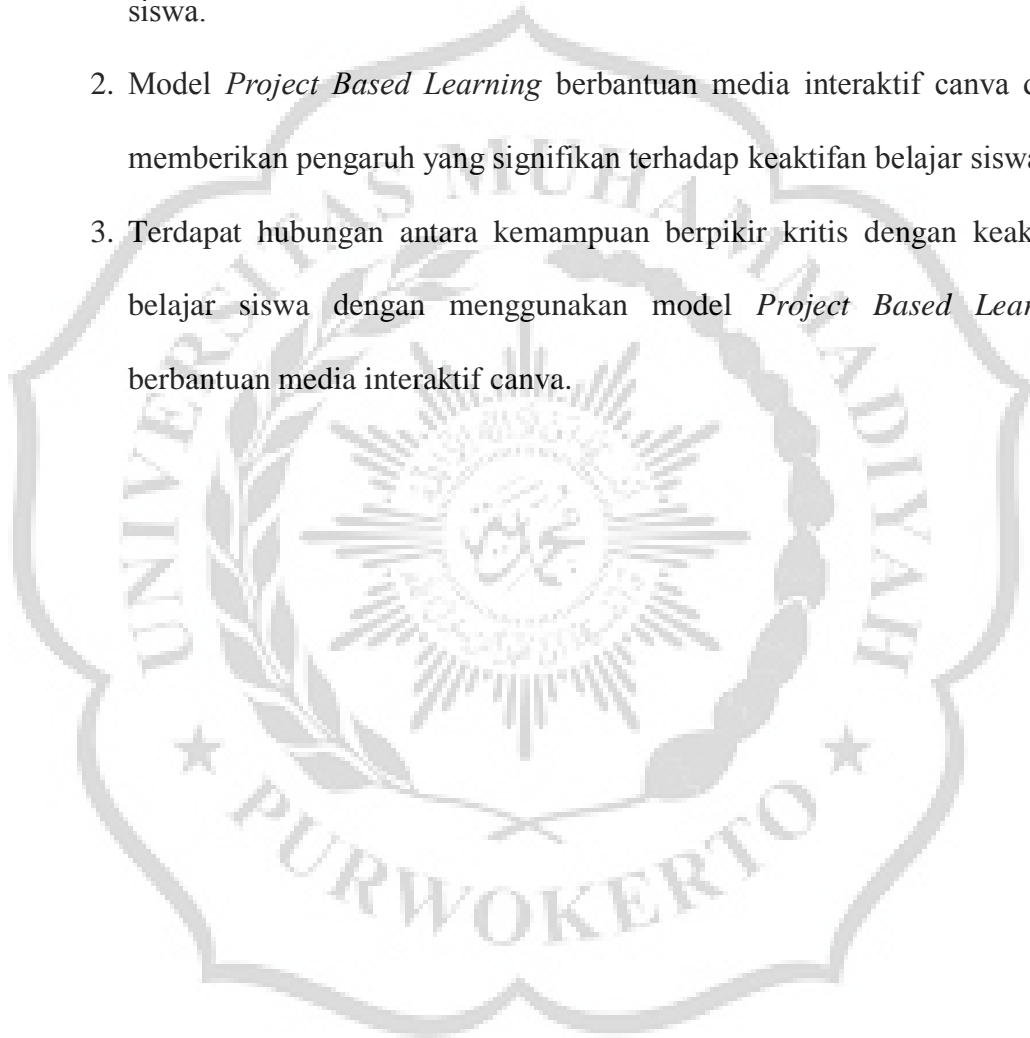 siswa.
2. Model Project Based Learning berbantuan media interaktif canva
memberikan pengaruh yang signifikan terhadap keaktifan belajar siswa
3. Terdapat hubungan antara kemampuan berpikir kritis dengan
belajar siswa dengan menggunakan model Project Based
berbantuan media interaktif canva.
UNIVERSITAS MUHAMMADIYAH
PURWOKERTO